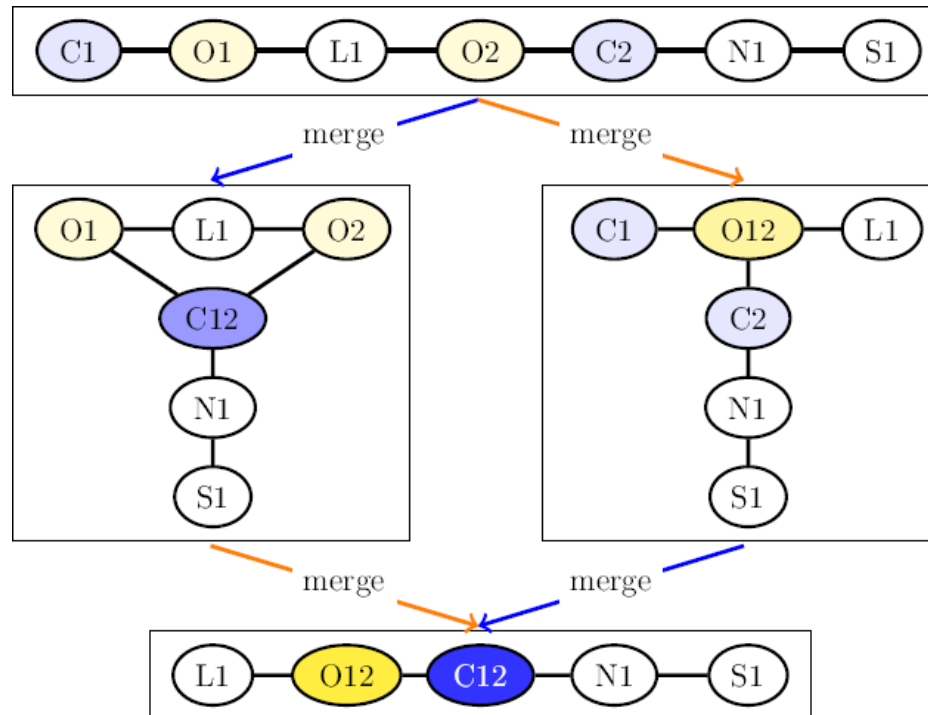 C1 O1 L1 O2 C2 N1 S1
merge merge
O1 L1 O2
C12
N1
S1
C1 O12 L1
C2
N1
S1
merge merge
L1 O12 C12 N1 S1